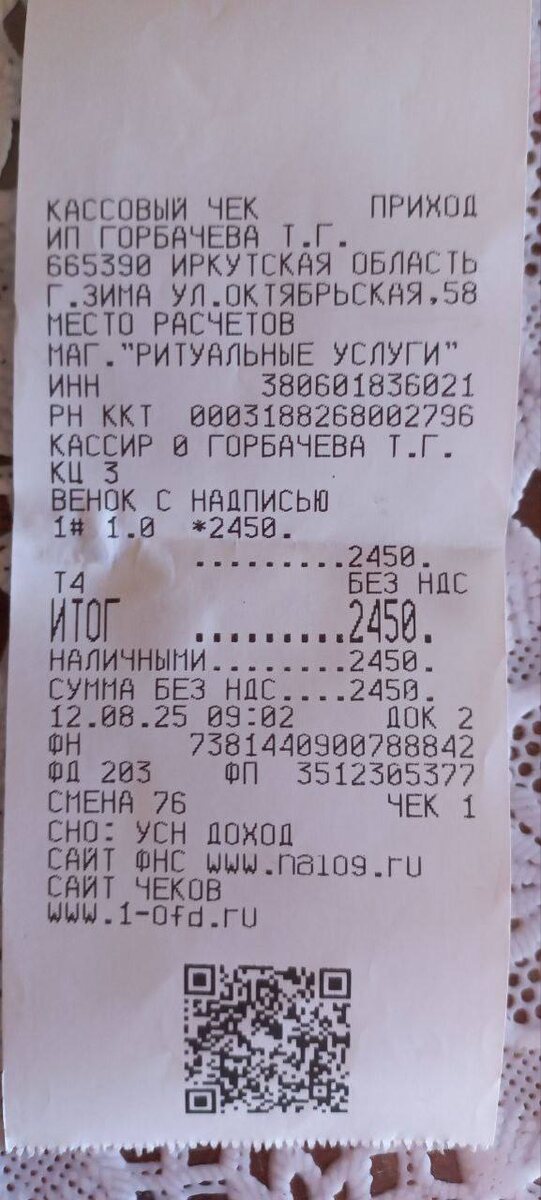 КАССОВЫЙ ЧЕК ПРИХОД
ИП ГОРБАЧЕВА Т.Г.
665390 ИРКУТСКАЯ ОБЛАСТЬ
Г.ЗИМА УЛ.ОКТЯБРЬСКАЯ,58
МЕСТО РАСЧЕТОВ
МАГ."РИТУАЛЬНЫЕ УСЛУГИ"
ИНН 380601836021
РН ККТ 0003188268002796
КАССИР 0 ГОРБАЧЕВА Т.Г.
КЦ 3
ВЕНОК С НАДПИСЬЮ
1# 1.0 *2450.
.........2450.
Т4 БЕЗ НДС
ИТОГ .........2450.
НАЛИЧНЫМИ........2450.
СУММА БЕЗ НДС....2450.
12.08.25 09:02 ДОК 2
ФН 7381440900788842
ФД 203 ФП 3512305377
СМЕНА 76 ЧЕК 1
СНО: УСН ДОХОД
САЙТ ФНС www.nalog.ru
САЙТ ЧЕКОВ
www.1-ofd.ru